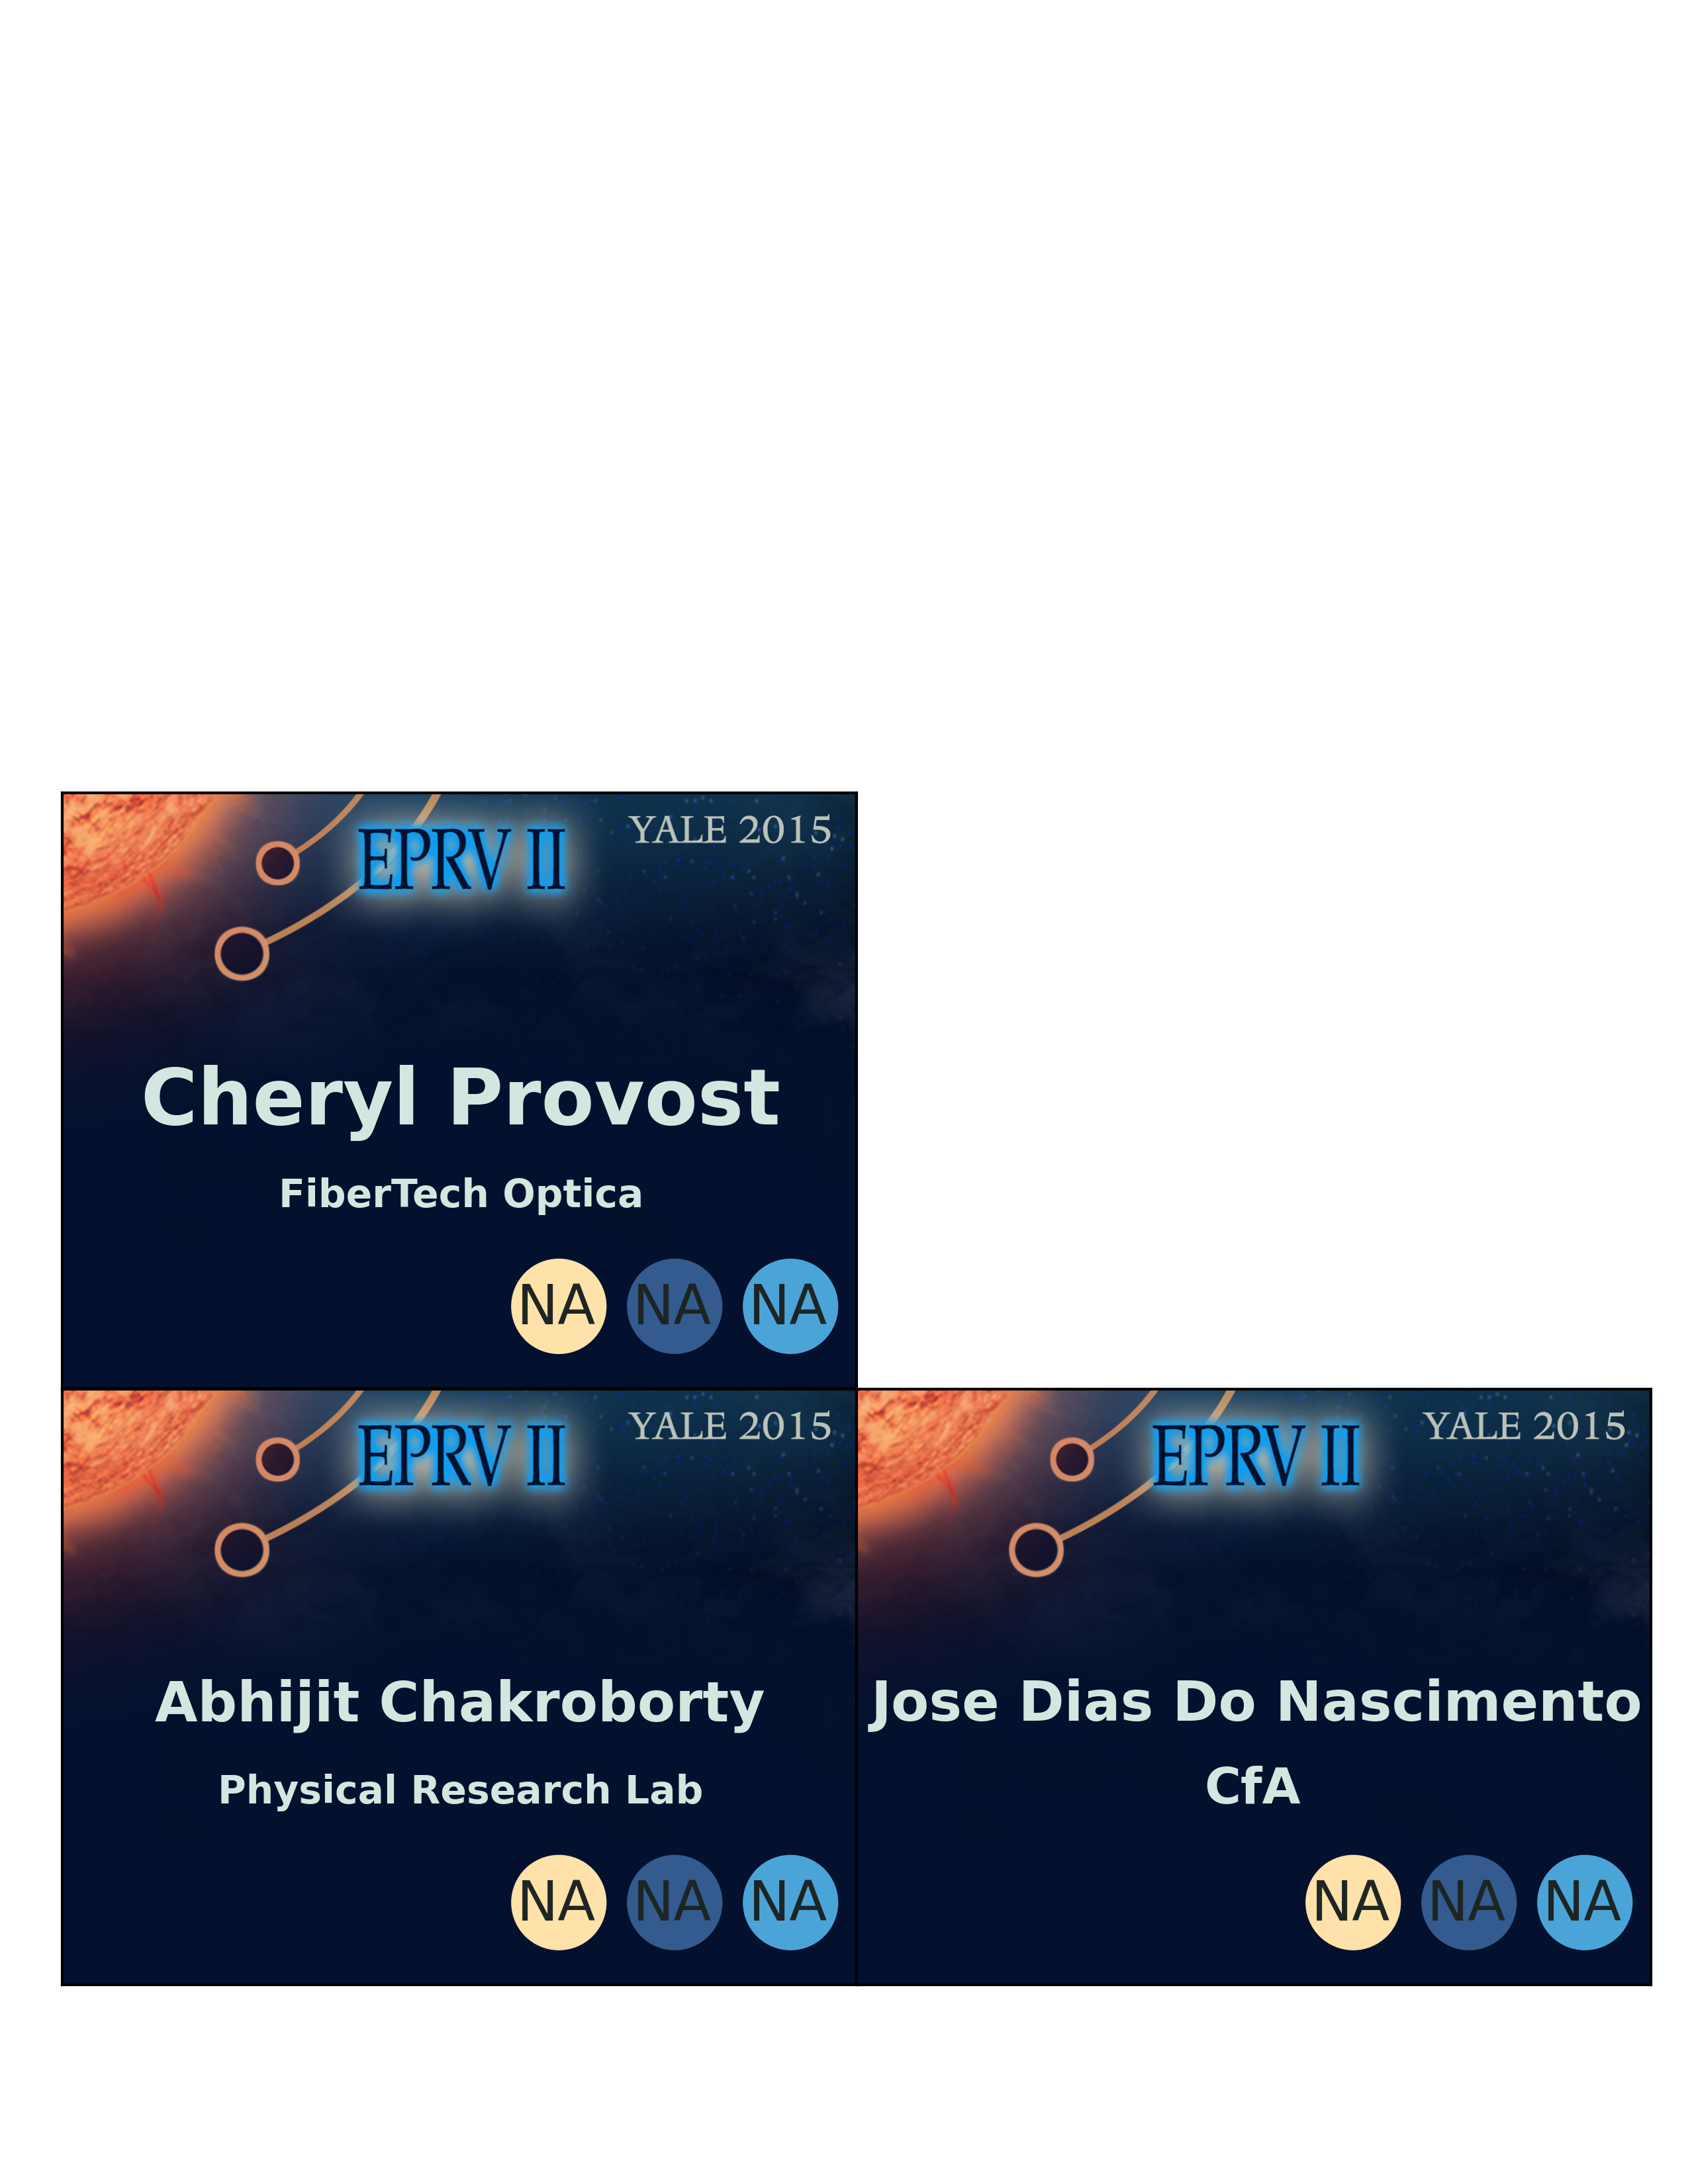 EPRV II
YALE 2015
Cheryl Provost
FiberTech Optica
NA NA NA
EPRV II
YALE 2015
Abhijit Chakroborty
Physical Research Lab
NA NA NA
EPRV II
YALE 2015
Jose Dias Do Nascimento
CfA
NA NA NA